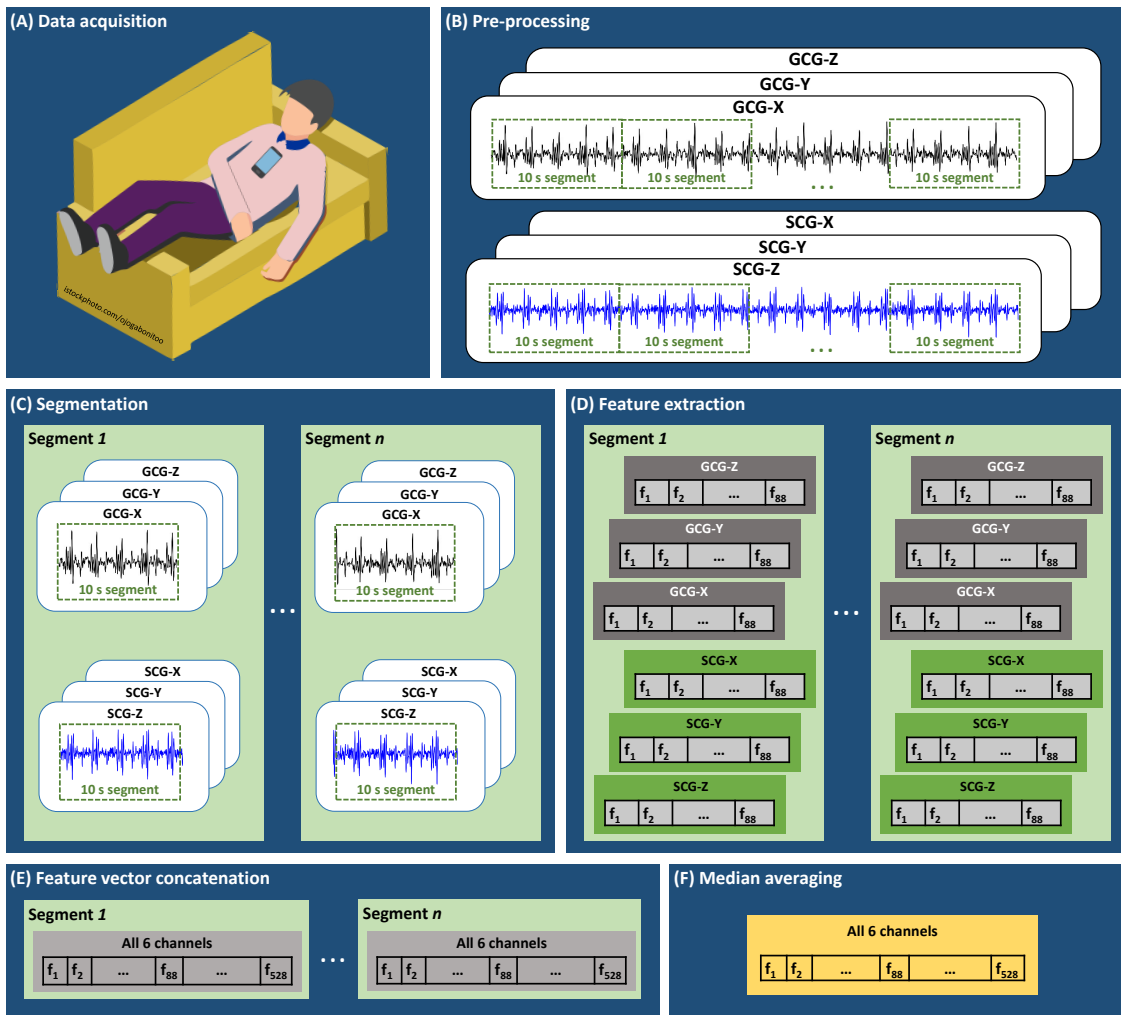 (A) Data acquisition
istockphoto.com/ojogabonitoo
(B) Pre-processing
GCG-Z
GCG-Y
GCG-X
10 s segment 10 s segment ... 10 s segment
SCG-X
SCG-Y
SCG-Z
10 s segment 10 s segment ... 10 s segment
(C) Segmentation
Segment 1
GCG-Z
GCG-Y
GCG-X
10 s segment
SCG-X
SCG-Y
SCG-Z
10 s segment
...
Segment n
GCG-Z
GCG-Y
GCG-X
10 s segment
SCG-X
SCG-Y
SCG-Z
10 s segment
(D) Feature extraction
Segment 1
GCG-Z
f1 f2 ... f88
GCG-Y
f1 f2 ... f88
GCG-X
f1 f2 ... f88
SCG-X
f1 f2 ... f88
SCG-Y
f1 f2 ... f88
SCG-Z
f1 f2 ... f88
...
Segment n
GCG-Z
f1 f2 ... f88
GCG-Y
f1 f2 ... f88
GCG-X
f1 f2 ... f88
SCG-X
f1 f2 ... f88
SCG-Y
f1 f2 ... f88
SCG-Z
f1 f2 ... f88
(E) Feature vector concatenation
Segment 1
All 6 channels
f1 f2 ... f88 ... f528
...
Segment n
All 6 channels
f1 f2 ... f88 ... f528
(F) Median averaging
All 6 channels
f1 f2 ... f88 ... f528